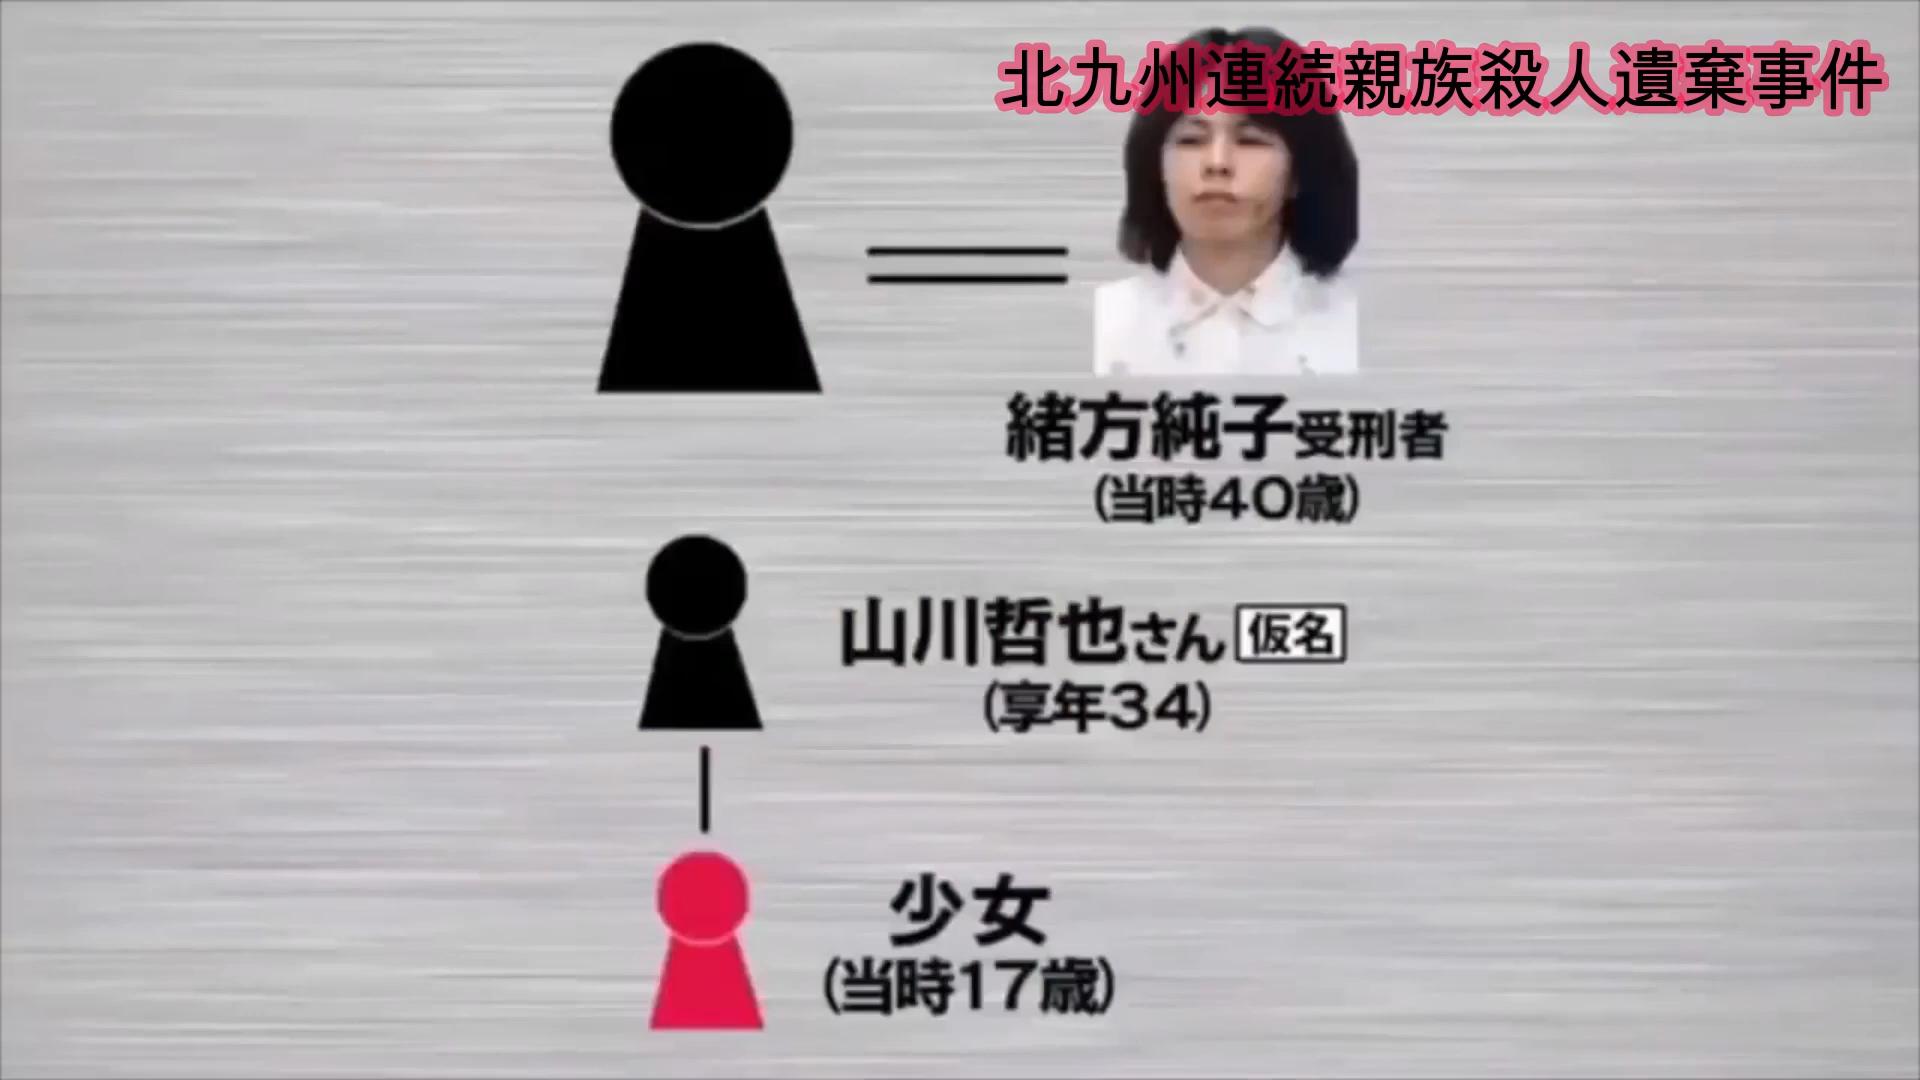 北九州連続親族殺人遺棄事件
緒方純子受刑者
(当時40歳)
山川哲也さん 仮名
(享年34)
少女
(当時17歳)